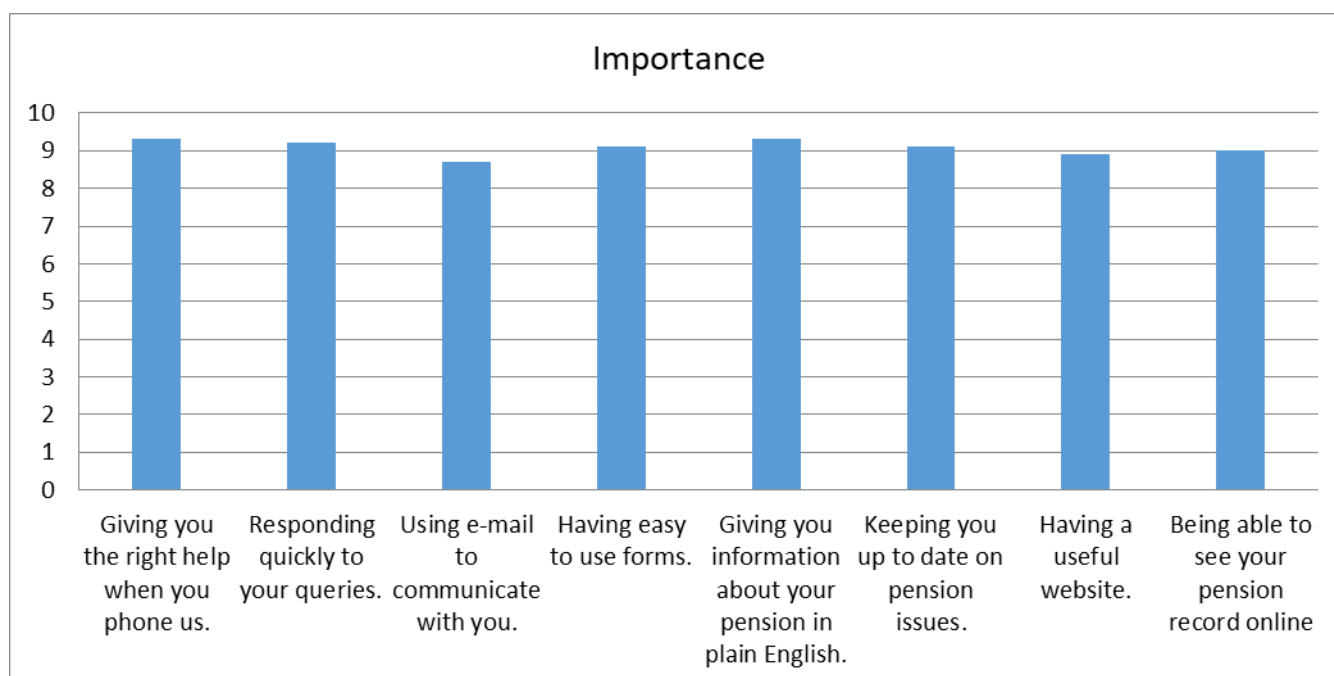 Importance
10
9
8
7
6
5
4
3
2
1
0
Giving you
the right help
when you
phone us.
Responding
quickly to
your queries.
Using e-mail
to
communicate
with you.
Having easy
to use forms.
Giving you
information
about your
pension in
plain English.
Keeping you
up to date on
pension
issues.
Having a
useful
website.
Being able to
see your
pension
record online